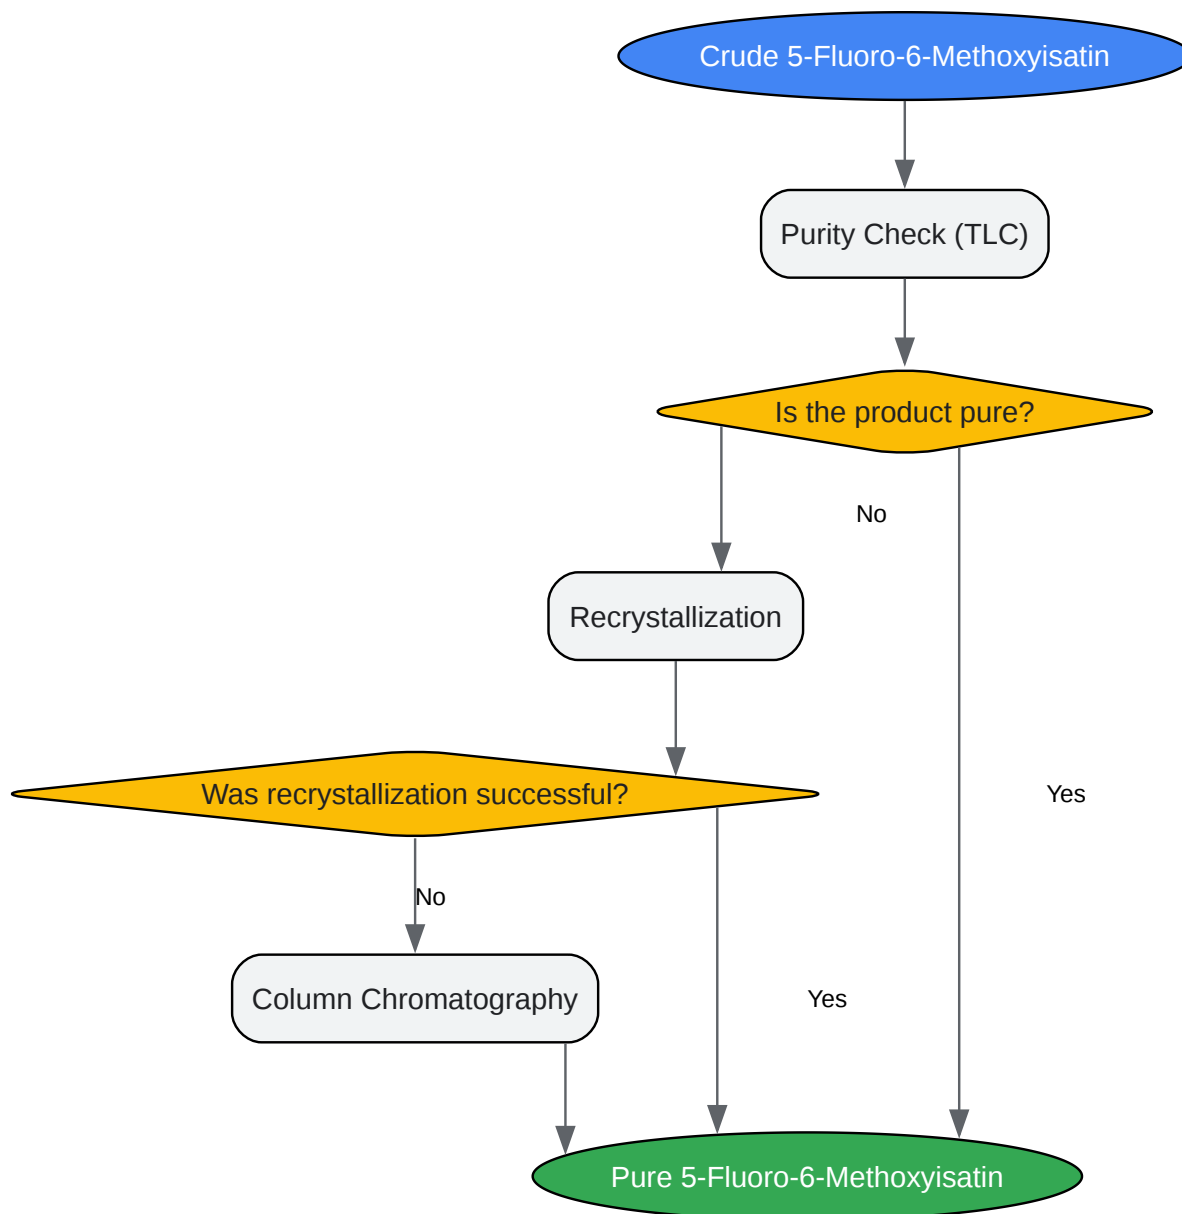 Crude 5-Fluoro-6-Methoxyisatin
Purity Check (TLC)
Is the product pure?
No
Recrystallization
Was recrystallization successful?
Yes
No
Column Chromatography
Yes
Pure 5-Fluoro-6-Methoxyisatin